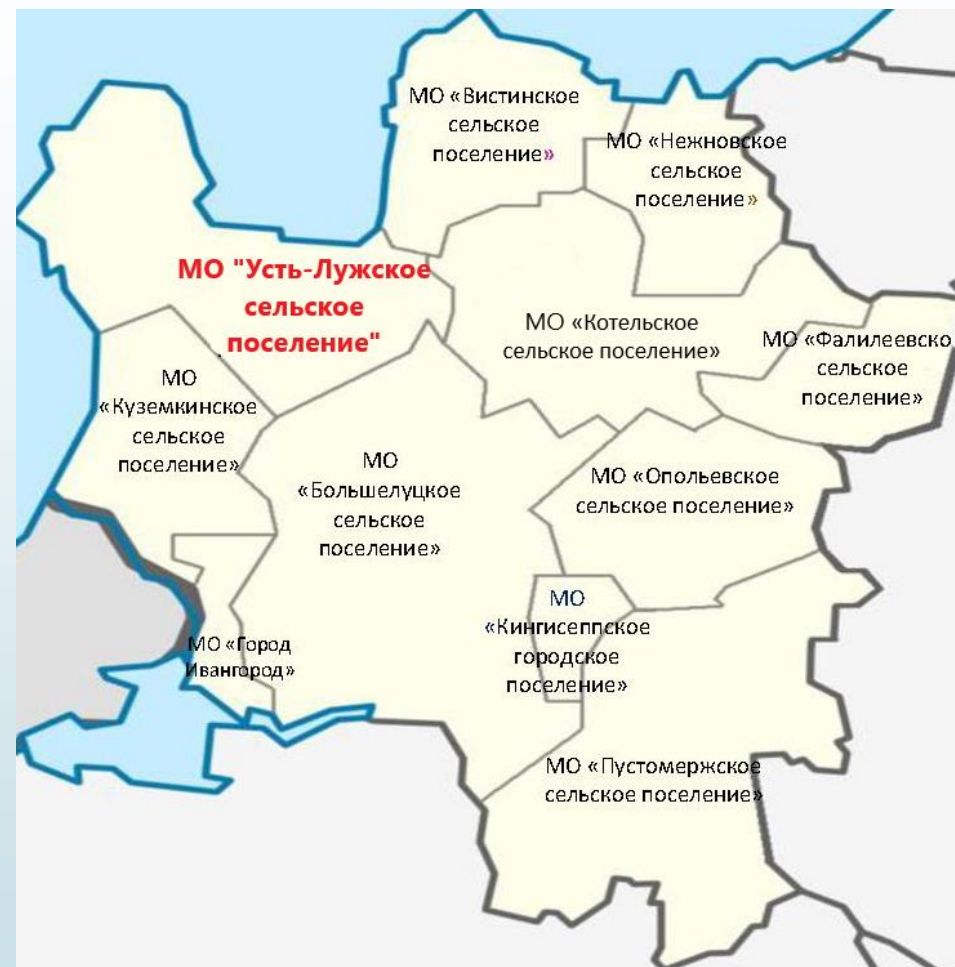 МО «Вистинское
сельское
поселение»
МО «Нежновское
сельское
поселение»
МО "Усть-Лужское
сельское
поселение"
МО «Котельское
сельское поселение»
МО «Фалилеевско
сельское
поселение»
МО
«Куземкинское
сельское
поселение»
МО
«Большелуцкое
сельское
поселение»
МО «Опольевское
сельское поселение»
МО
«Кингисеппское
городское
поселение»
МО «Город
Ивангород»
МО «Пустомержское
сельское поселение»